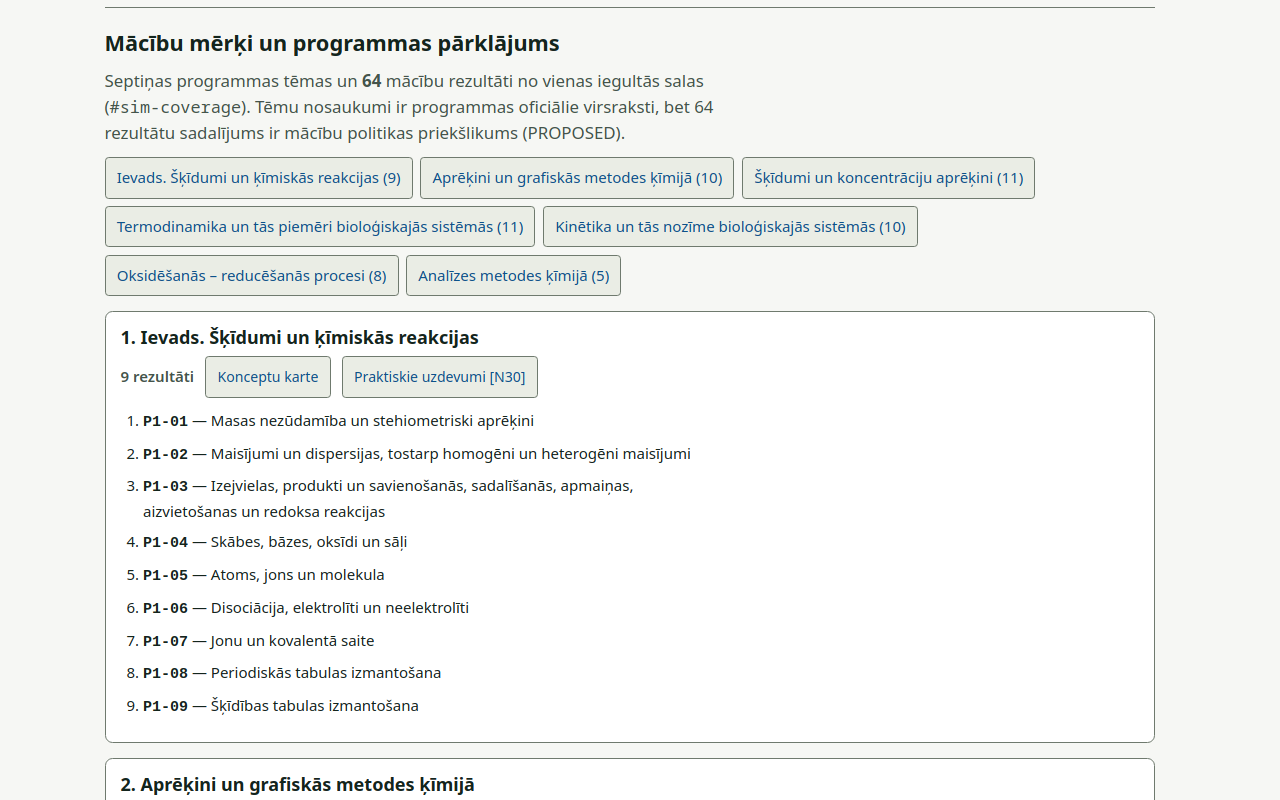 Mācību mērķi un programmas pārklājums
Septiņas programmas tēmas un 64 mācību rezultāti no vienas iegultās salas
(#sim-coverage). Tēmu nosaukumi ir programmas oficiālie virsraksti, bet 64
rezultātu sadalījums ir mācību politikas priekšlikums (PROPOSED).
Ievads. Šķīdumi un ķīmiskās reakcijas (9) Aprēķini un grafiskās metodes ķīmijā (10) Šķīdumi un koncentrāciju aprēķini (11)
Termodinamika un tās piemēri bioloģiskajās sistēmās (11) Kinētika un tās nozīme bioloģiskajās sistēmās (10)
Oksidēšanās – reducēšanās procesi (8) Analīzes metodes ķīmijā (5)
1. Ievads. Šķīdumi un ķīmiskās reakcijas
9 rezultāti Konceptu karte Praktiskie uzdevumi [N30]
1. P1-01 — Masas nezūdamība un stehiometriski aprēķini
2. P1-02 — Maisījumi un dispersijas, tostarp homogēni un heterogēni maisījumi
3. P1-03 — Izejvielas, produkti un savienošanās, sadalīšanās, apmaiņas,
aizvietošanas un redoksa reakcijas
4. P1-04 — Skābes, bāzes, oksīdi un sāļi
5. P1-05 — Atoms, jons un molekula
6. P1-06 — Disociācija, elektrolīti un neelektrolīti
7. P1-07 — Jonu un kovalentā saite
8. P1-08 — Periodiskās tabulas izmantošana
9. P1-09 — Šķīdības tabulas izmantošana
2. Aprēķini un grafiskās metodes ķīmijā